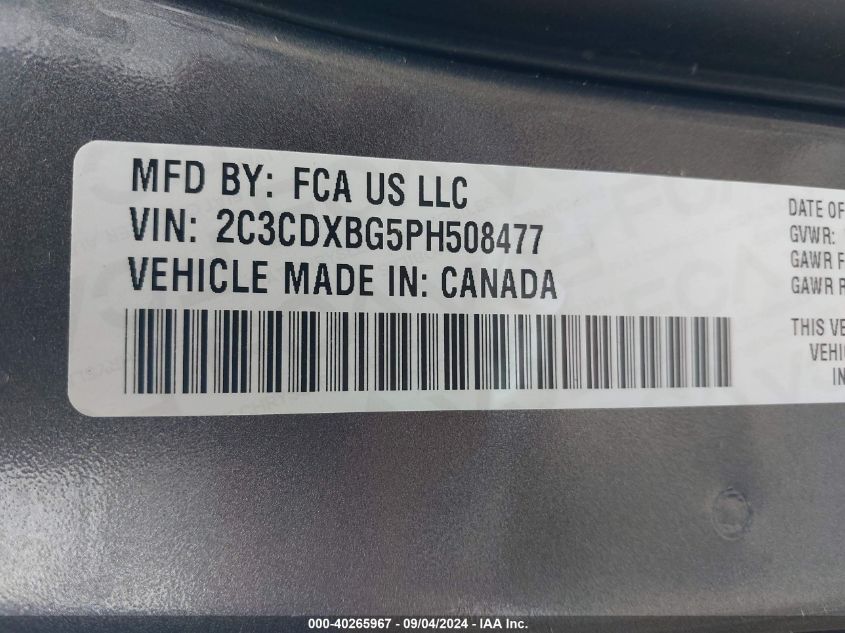 MFD BY: FCA US LLC
VIN: 2C3CDXBG5PH508477
VEHICLE MADE IN: CANADA
DATE OF
GVWR:
GAWR F
GAWR R
THIS VE
VEHI
IN
000-40265967 - 09/04/2024 - IAA Inc.